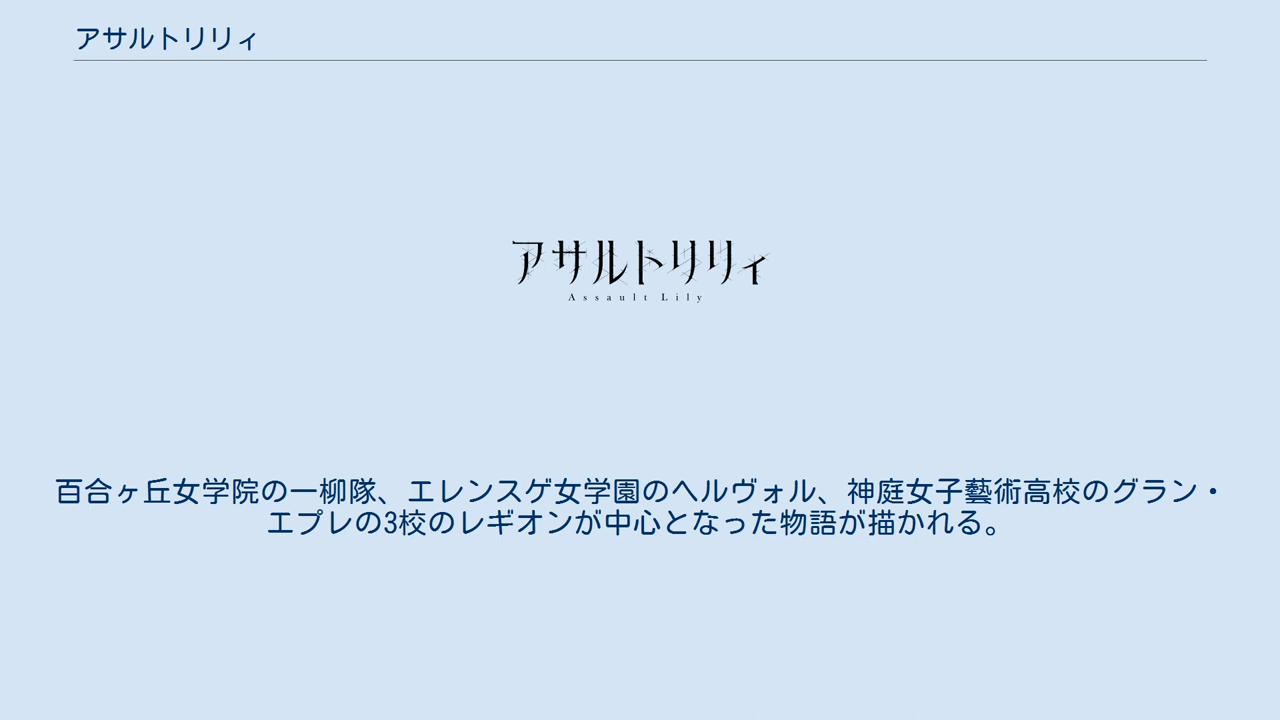 アサルトリリィ
アサルトリリィ
Assault Lily
百合ヶ丘女学院の一柳隊、エレンスゲ女学園のヘルヴォル、神庭女子藝術高校のグラン・
エプレの3校のレギオンが中心となった物語が描かれる。